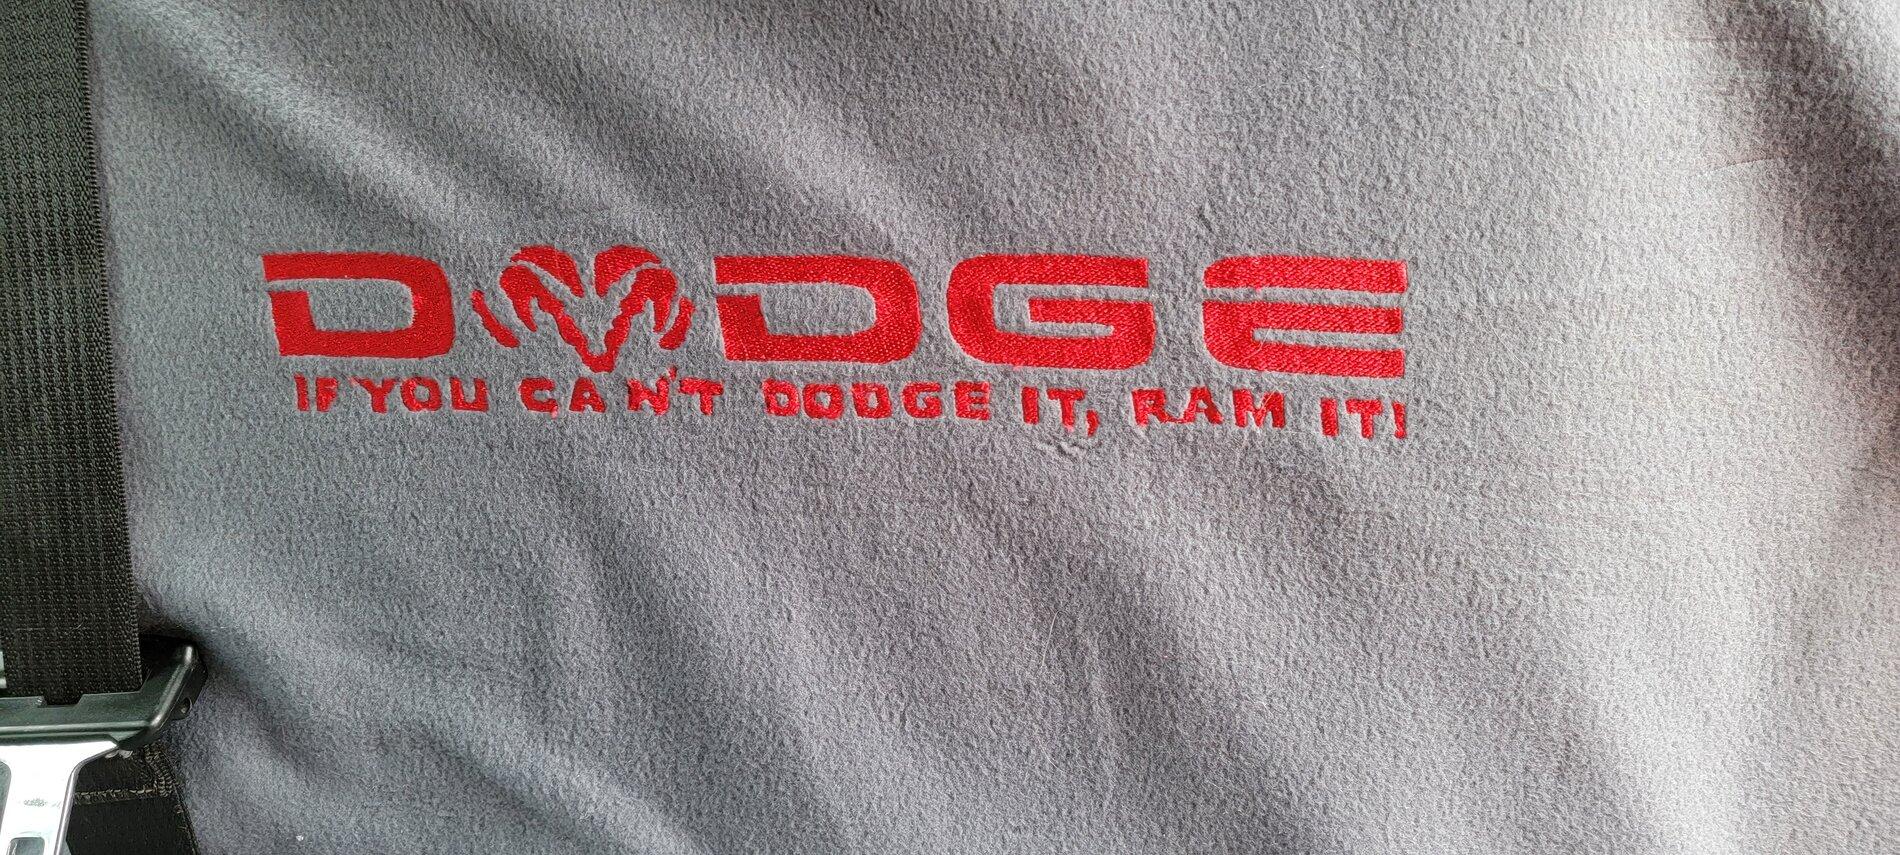 DODGE
IF YOU CAN'T DODGE IT, RAM IT!